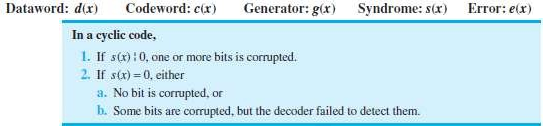 Dataword: d(x) Codeword: c(x) Generator: g(x) Syndrome: s(x) Error: e(x)
In a cyclic code,
1. If s(x) ¦ 0, one or more bits is corrupted.
2. If s(x) = 0, either
a. No bit is corrupted, or
b. Some bits are corrupted, but the decoder failed to detect them.